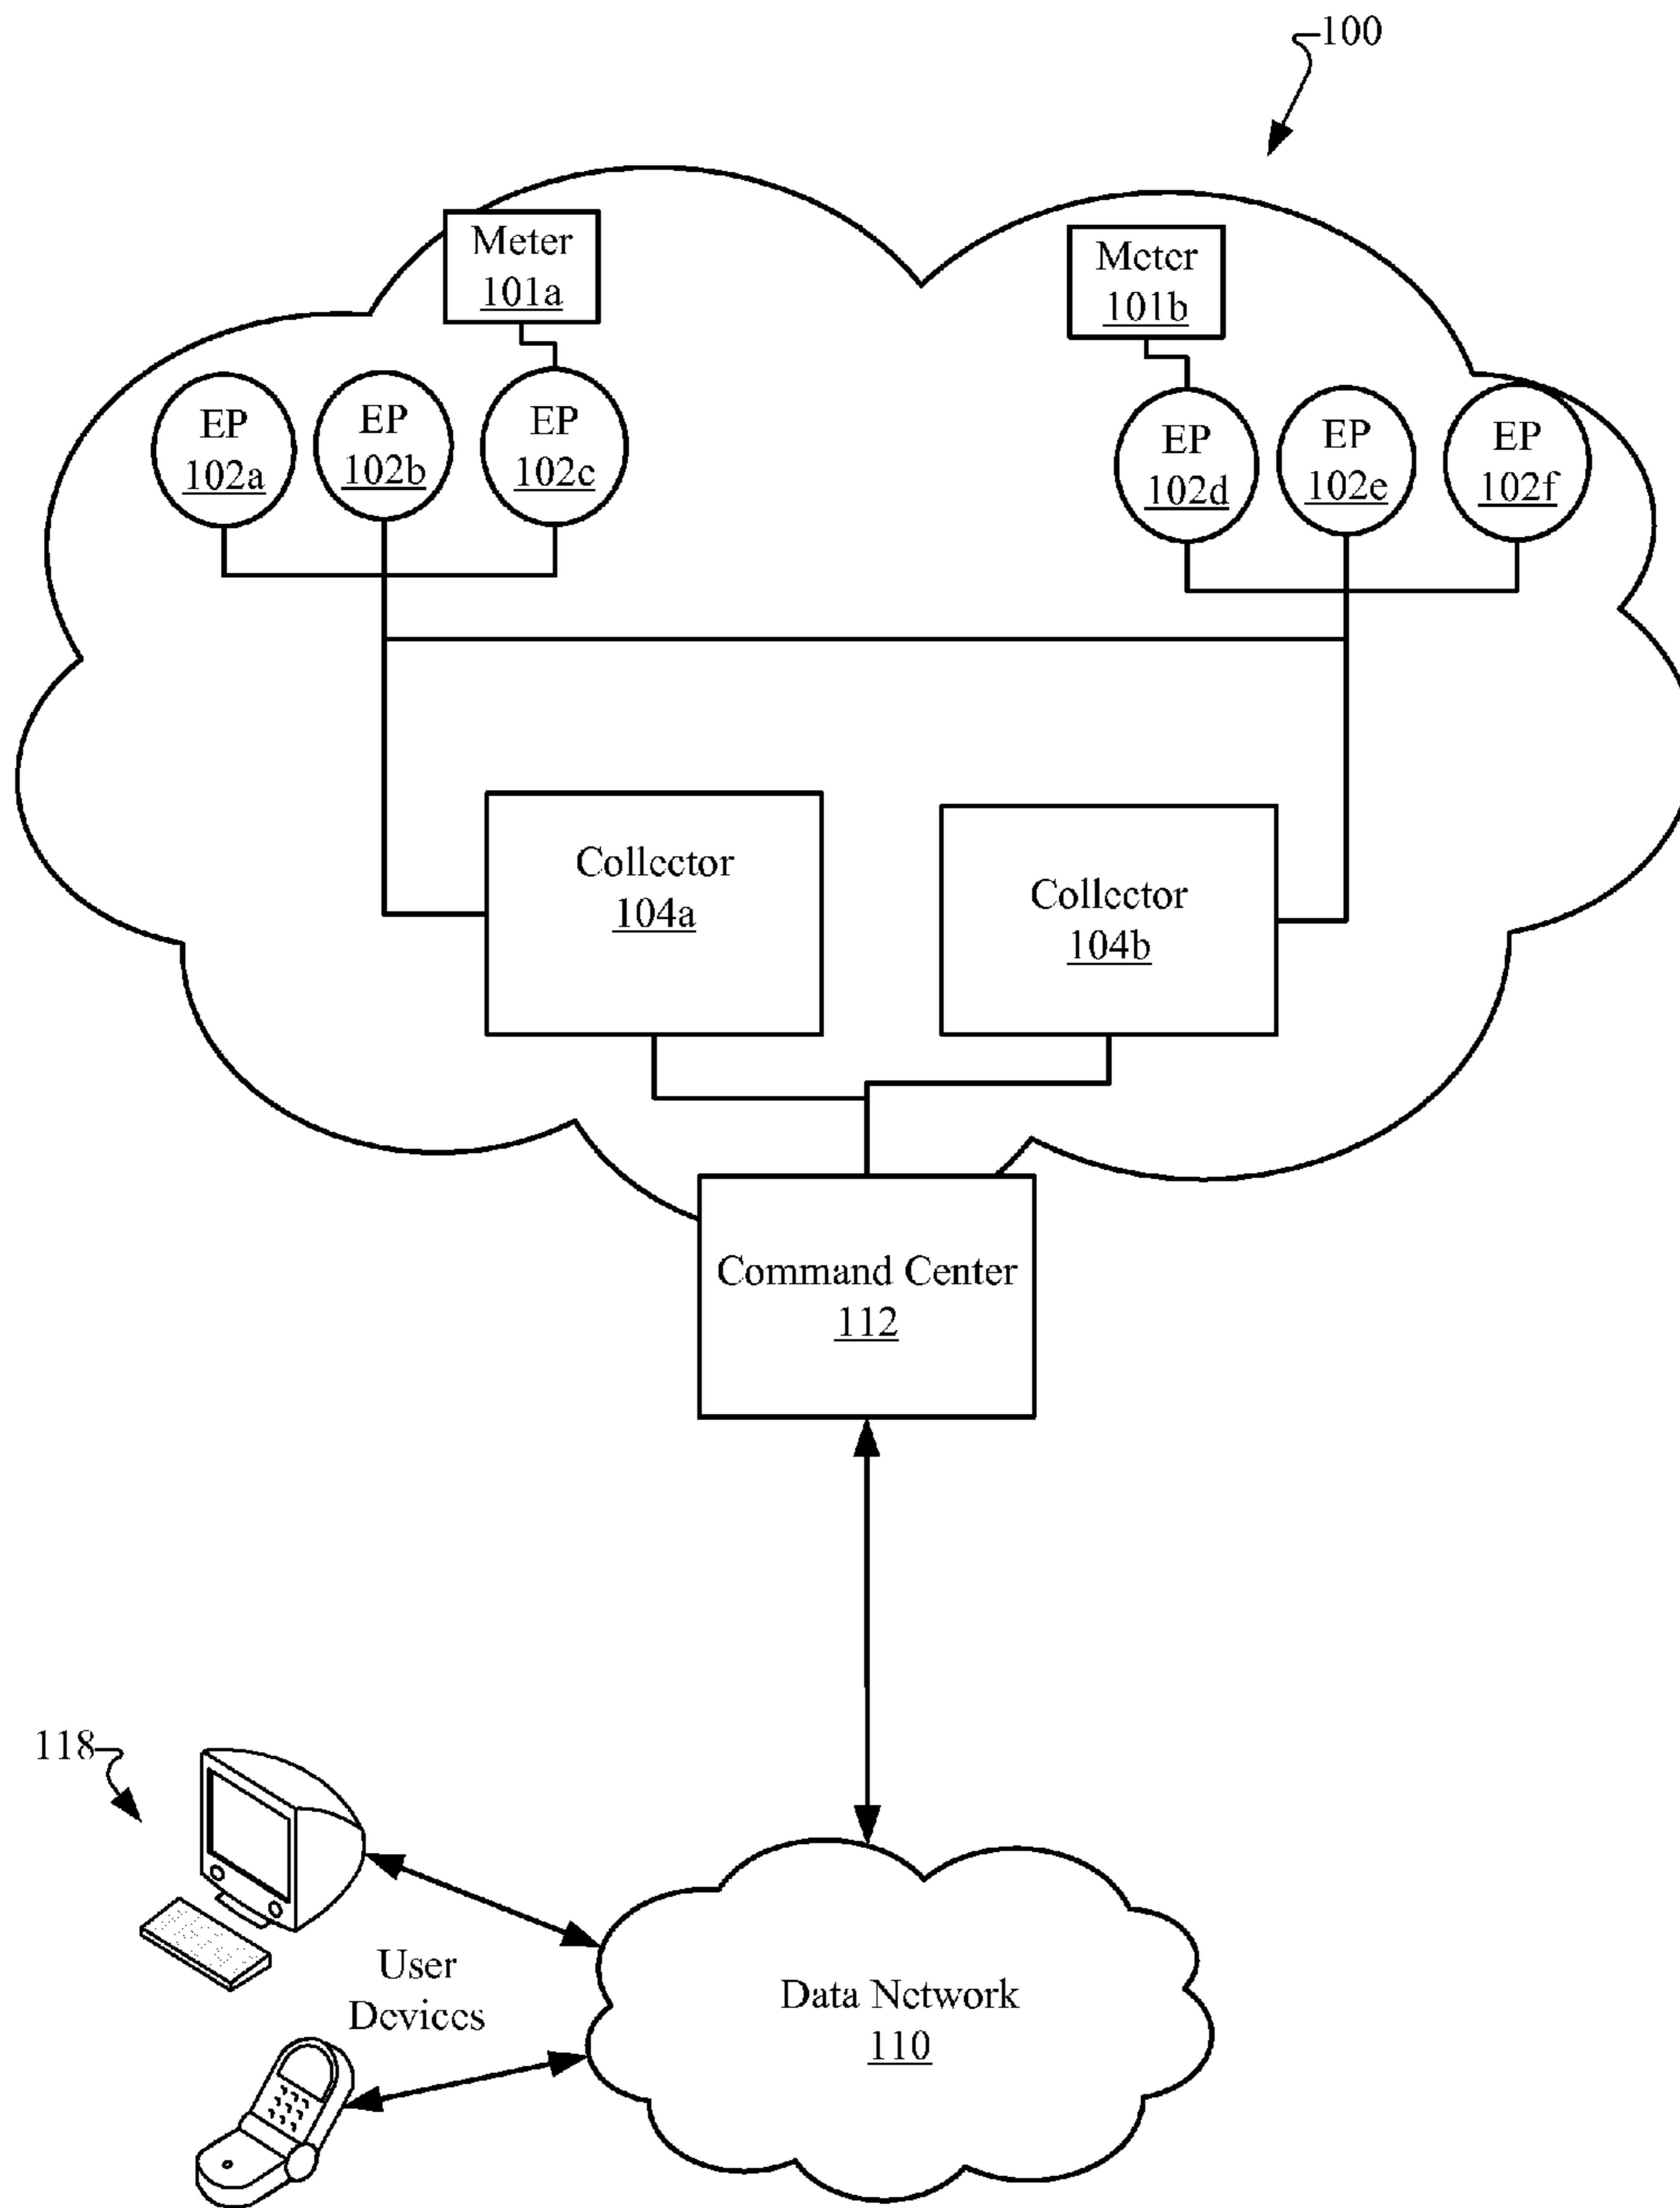 100
Meter
101a
Meter
101b
EP
102a
EP
102b
EP
102c
EP
102d
EP
102e
EP
102f
Collector
104a
Collector
104b
Command Center
112
118
User
Devices
Data Network
110